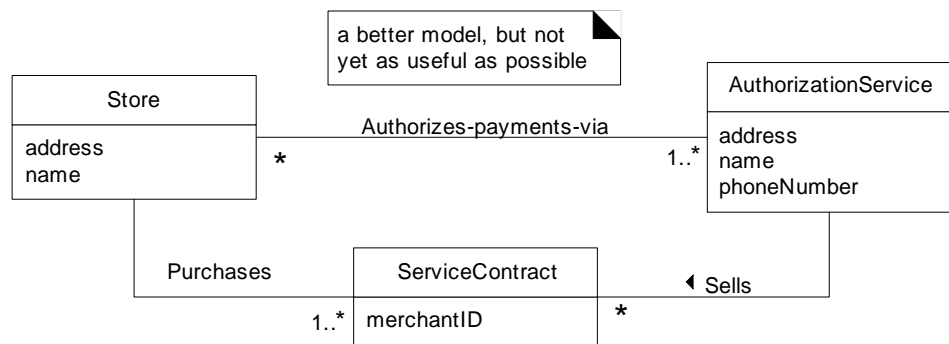 a better model, but not
yet as useful as possible
Store
address
name
Authorizes-payments-via
*
1..*
AuthorizationService
address
name
phoneNumber
Purchases
1..*
ServiceContract
merchantID
*
Sells